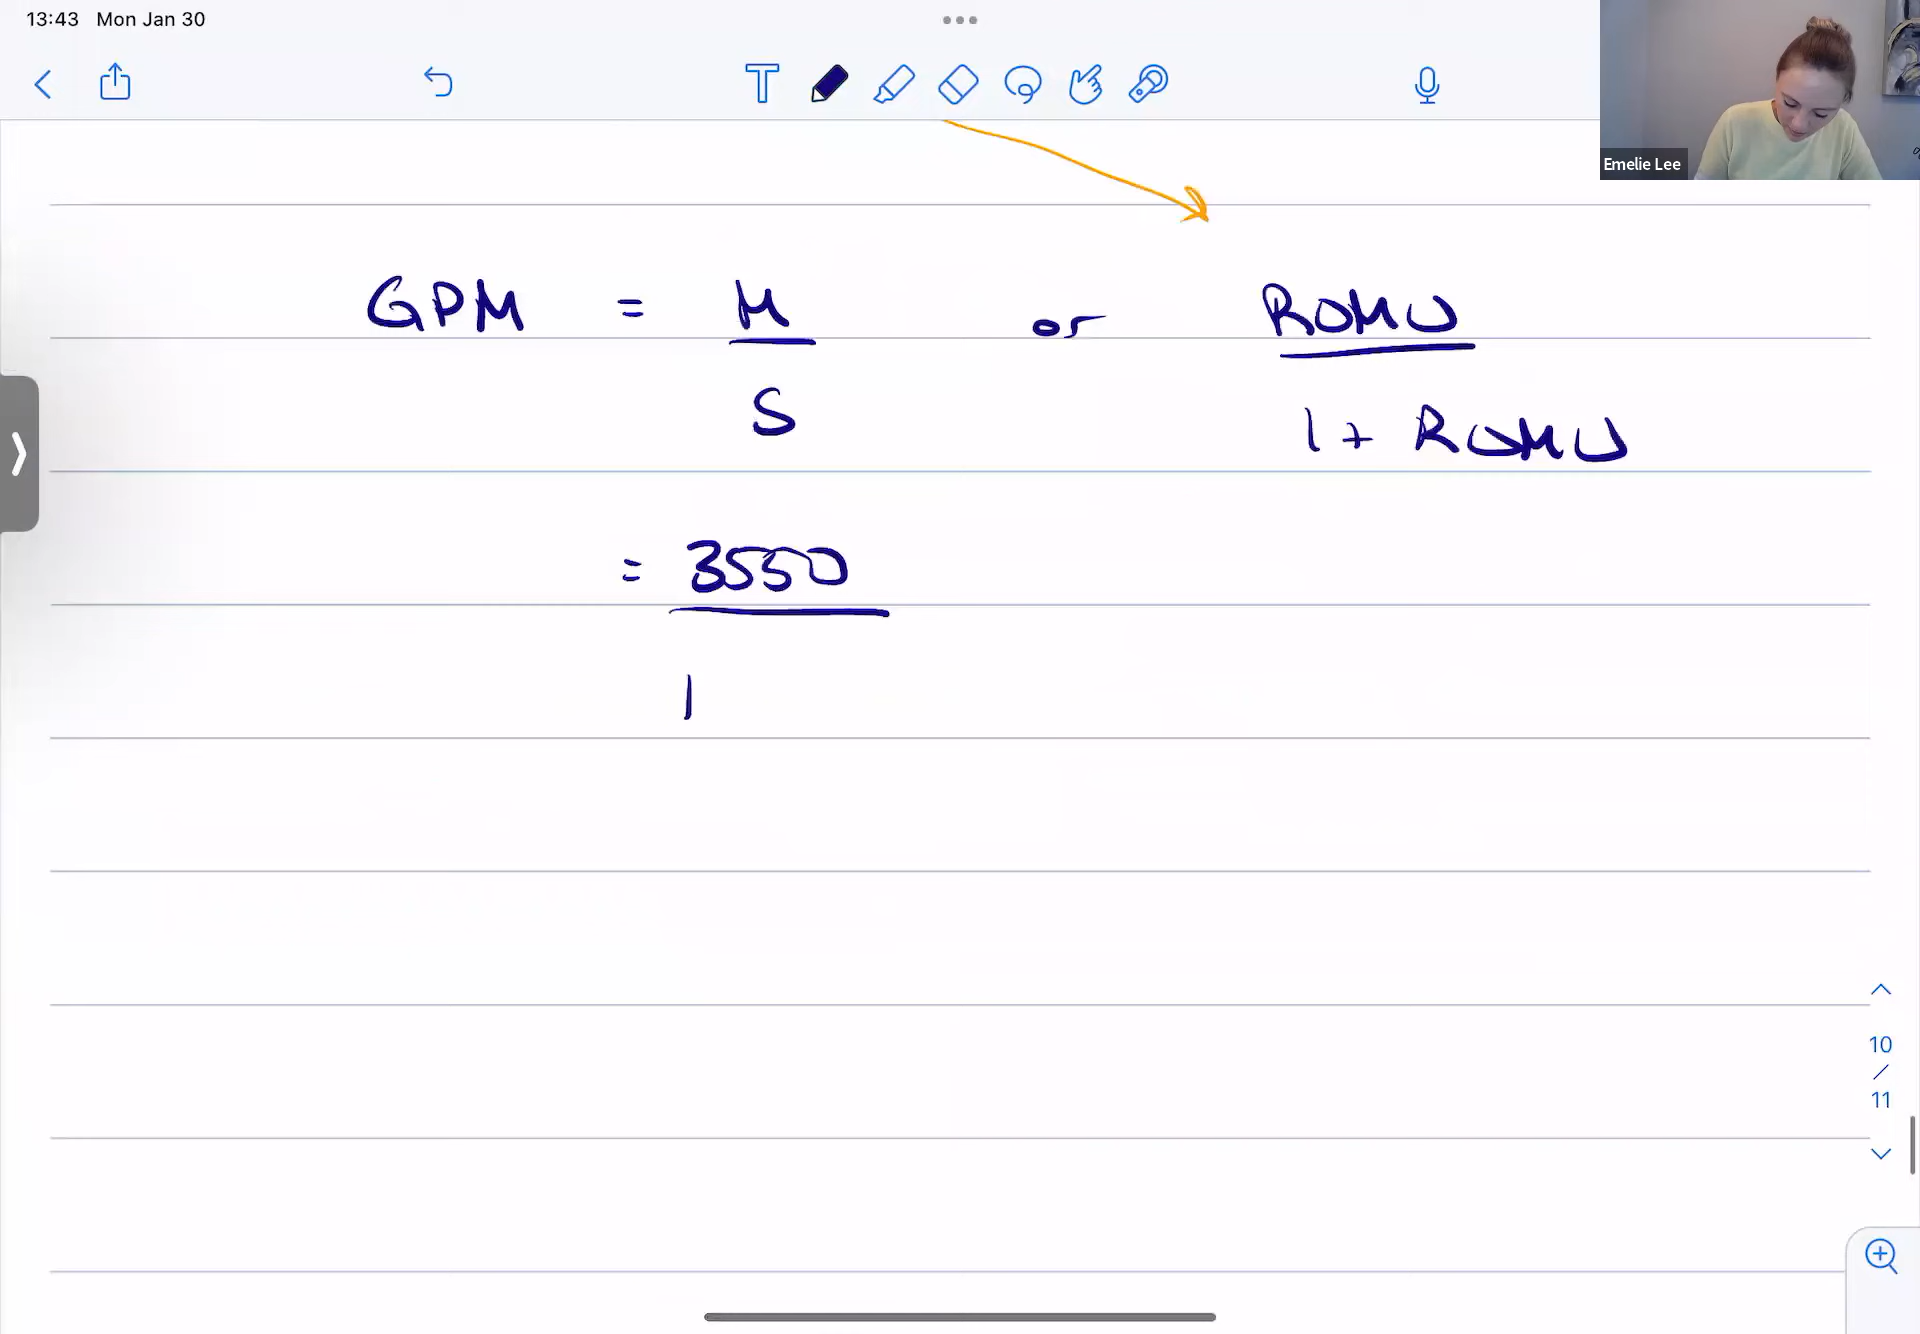 13:43 Mon Jan 30
T
Emelie Lee
GPM = M or ROMU
S 1 + ROMU
= 3550
1
10
/
11